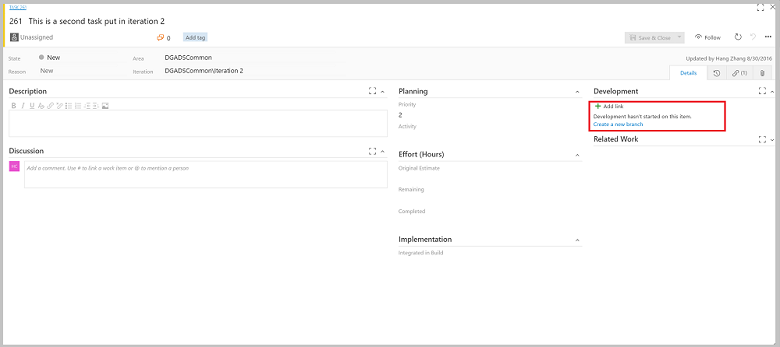 TASK 261
261 This is a second task put in iteration 2
Unassigned
0
Add tag
Save & Close
Follow
State
New
Area
DGADSCommon
Updated by Hang Zhang 8/30/2016
Reason
New
Iteration
DGADSCommon\Iteration 2
Details
(1)
Description
B I U
Discussion
HC
Add a comment. Use # to link a work item or @ to mention a person
Planning
Priority
2
Activity
Effort (Hours)
Original Estimate
Remaining
Completed
Implementation
Integrated in Build
Development
+ Add link
Development hasn't started on this item.
Create a new branch
Related Work